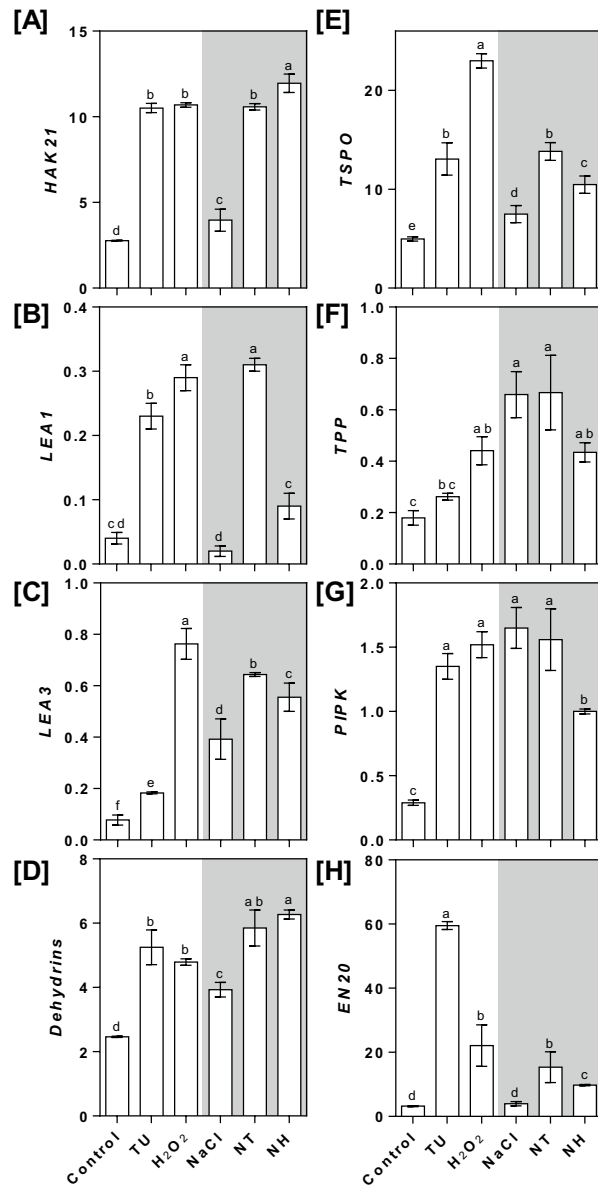 [A]
HAK21
15
10
5
0
d
b
b
c
b
a
[B]
LEA1
0.4
0.3
0.2
0.1
0.0
c d
b
a
d
a
c
[C]
LEA3
1.0
0.8
0.6
0.4
0.2
0.0
f
e
a
d
b
c
[D]
Dehydrins
8
6
4
2
0
d
b
b
c
a b
a
Control
TU
H₂O₂
NaCl
NT
NH
[E]
TSPO
20
10
0
e
b
a
d
b
c
[F]
TPP
1.0
0.8
0.6
0.4
0.2
0.0
c
b c
a b
a
a
a b
[G]
PIPK
2.0
1.5
1.0
0.5
0.0
c
a
a
a
a
b
[H]
EN20
80
60
40
20
0
a
b
d
b
c
Control
TU
H₂O₂
NaCl
NT
NH